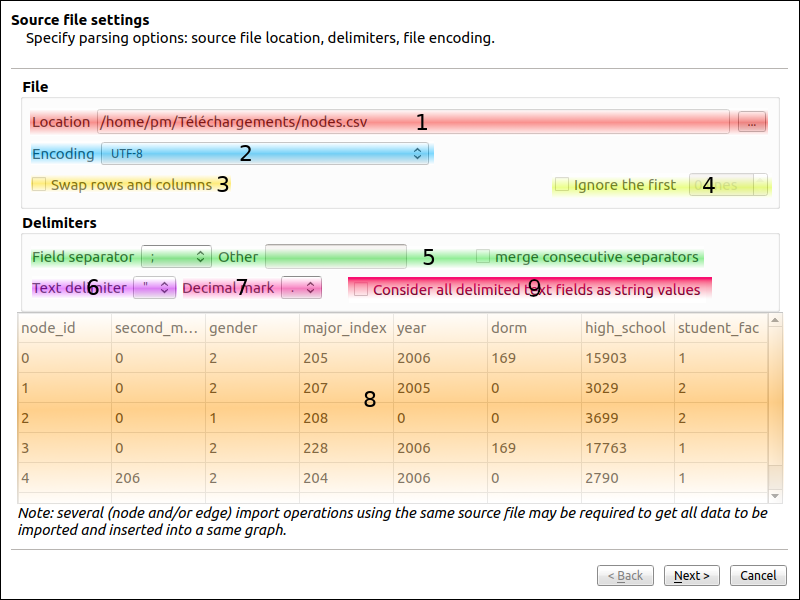 Source file settings
Specify parsing options: source file location, delimiters, file encoding.
File
Location /home/pm/Téléchargements/nodes.csv 1 ...
Encoding UTF-8 2
Swap rows and columns 3 Ignore the first 4
Delimiters
Field separator ; Other 5 merge consecutive separators
Text delimiter 6 " Decimal mark 7 . Consider all delimited text fields as string values 9
node_id second_m... gender major_index year dorm high_school student_fac
0 0 2 205 2006 169 15903 1
1 0 2 207 2005 0 3029 2
8
2 0 1 208 0 0 3699 2
3 0 2 228 2006 169 17763 1
4 206 2 204 2006 0 2790 1
Note: several (node and/or edge) import operations using the same source file may be required to get all data to be
imported and inserted into a same graph.
< Back Next > Cancel